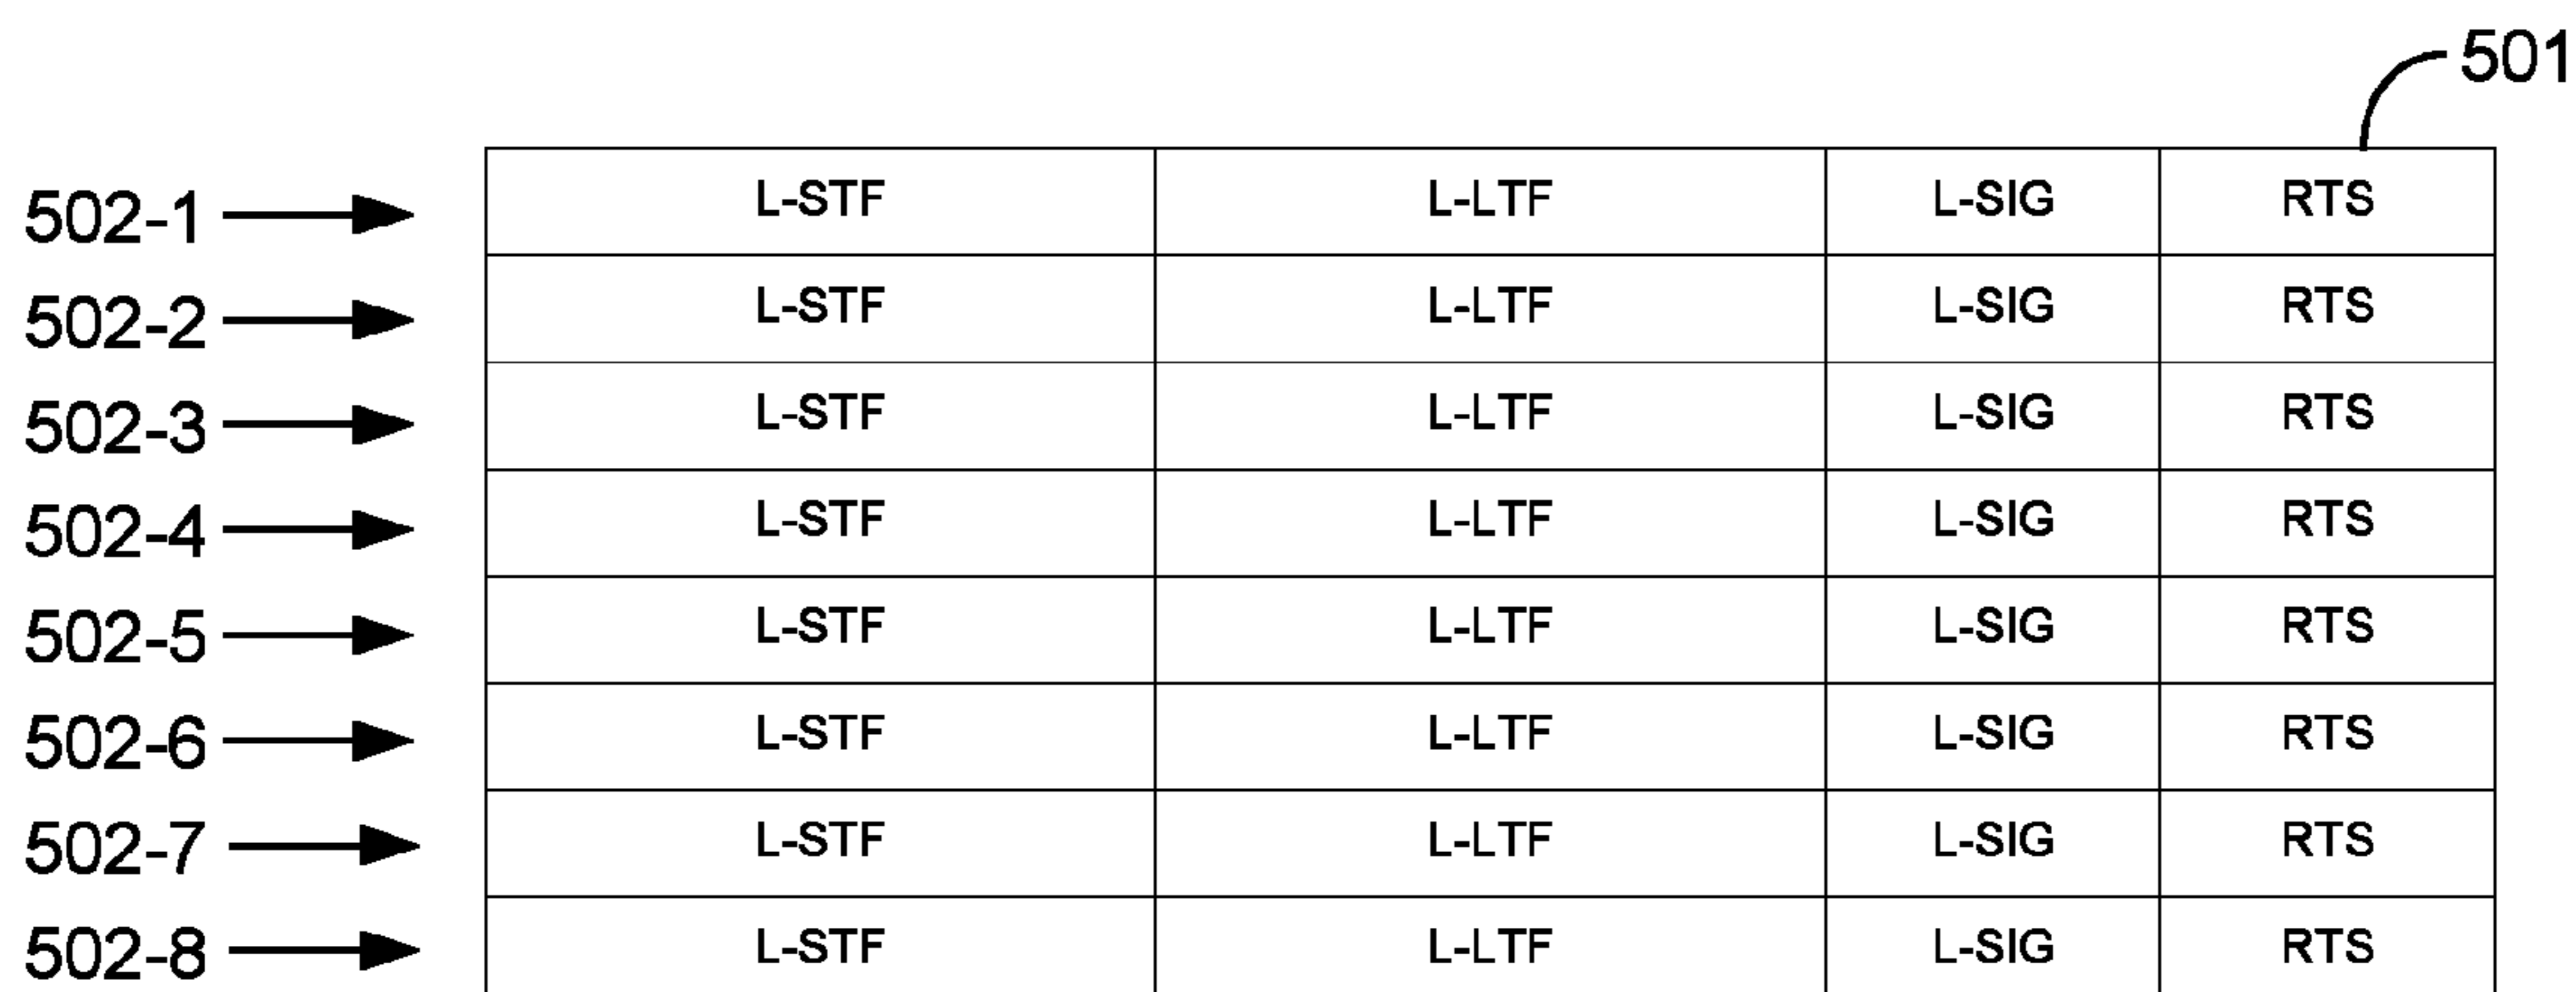 501
502-1 L-STF L-LTF L-SIG RTS
502-2 L-STF L-LTF L-SIG RTS
502-3 L-STF L-LTF L-SIG RTS
502-4 L-STF L-LTF L-SIG RTS
502-5 L-STF L-LTF L-SIG RTS
502-6 L-STF L-LTF L-SIG RTS
502-7 L-STF L-LTF L-SIG RTS
502-8 L-STF L-LTF L-SIG RTS